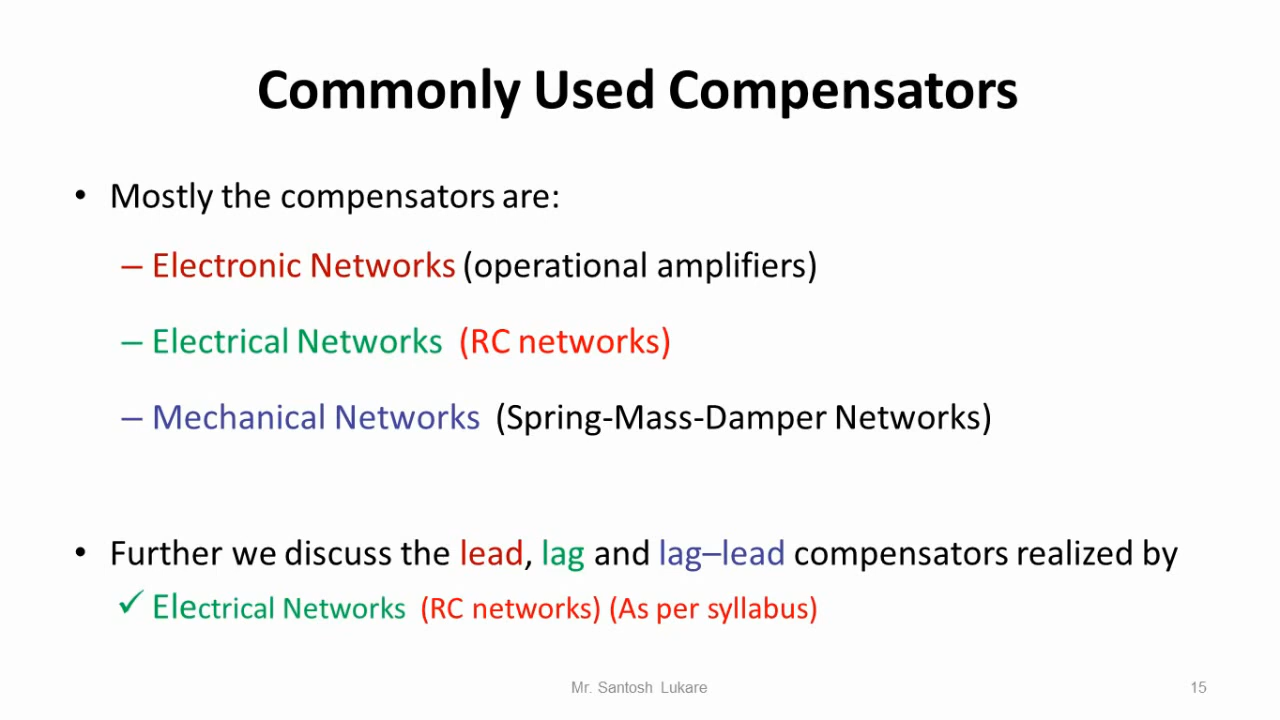 Commonly Used Compensators
• Mostly the compensators are:
– Electronic Networks (operational amplifiers)
– Electrical Networks (RC networks)
– Mechanical Networks (Spring-Mass-Damper Networks)
• Further we discuss the lead, lag and lag–lead compensators realized by
✓ Electrical Networks (RC networks) (As per syllabus)
Mr. Santosh Lukare 15